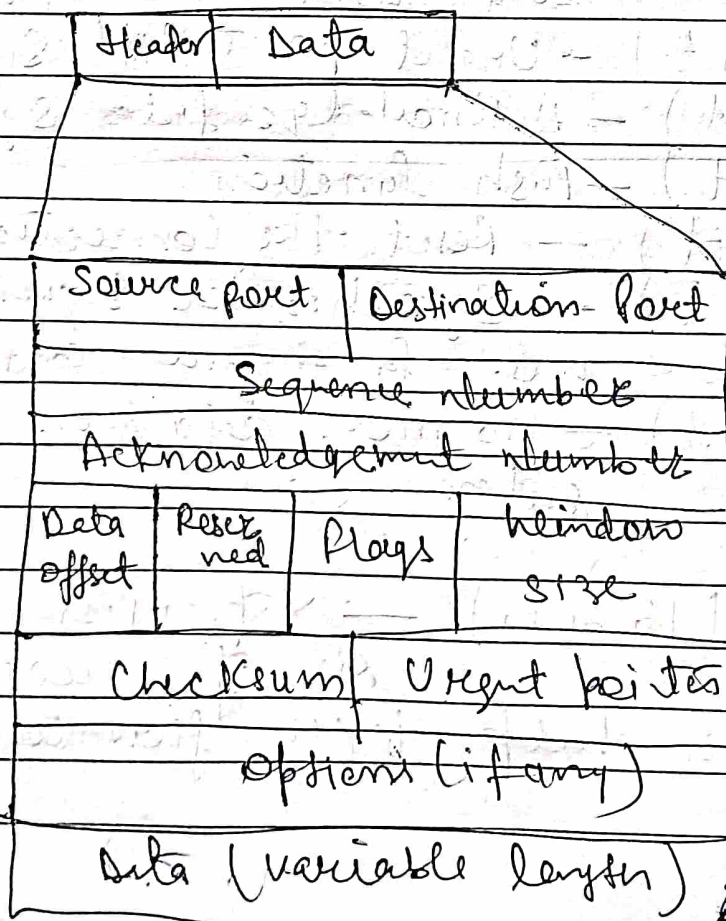 Header Data
Source port Destination Port
Sequence Number
Acknowledgement Number
Data offset Reserved Flags Window size
Checksum Urgent pointer
Options (if any)
Data (variable length)